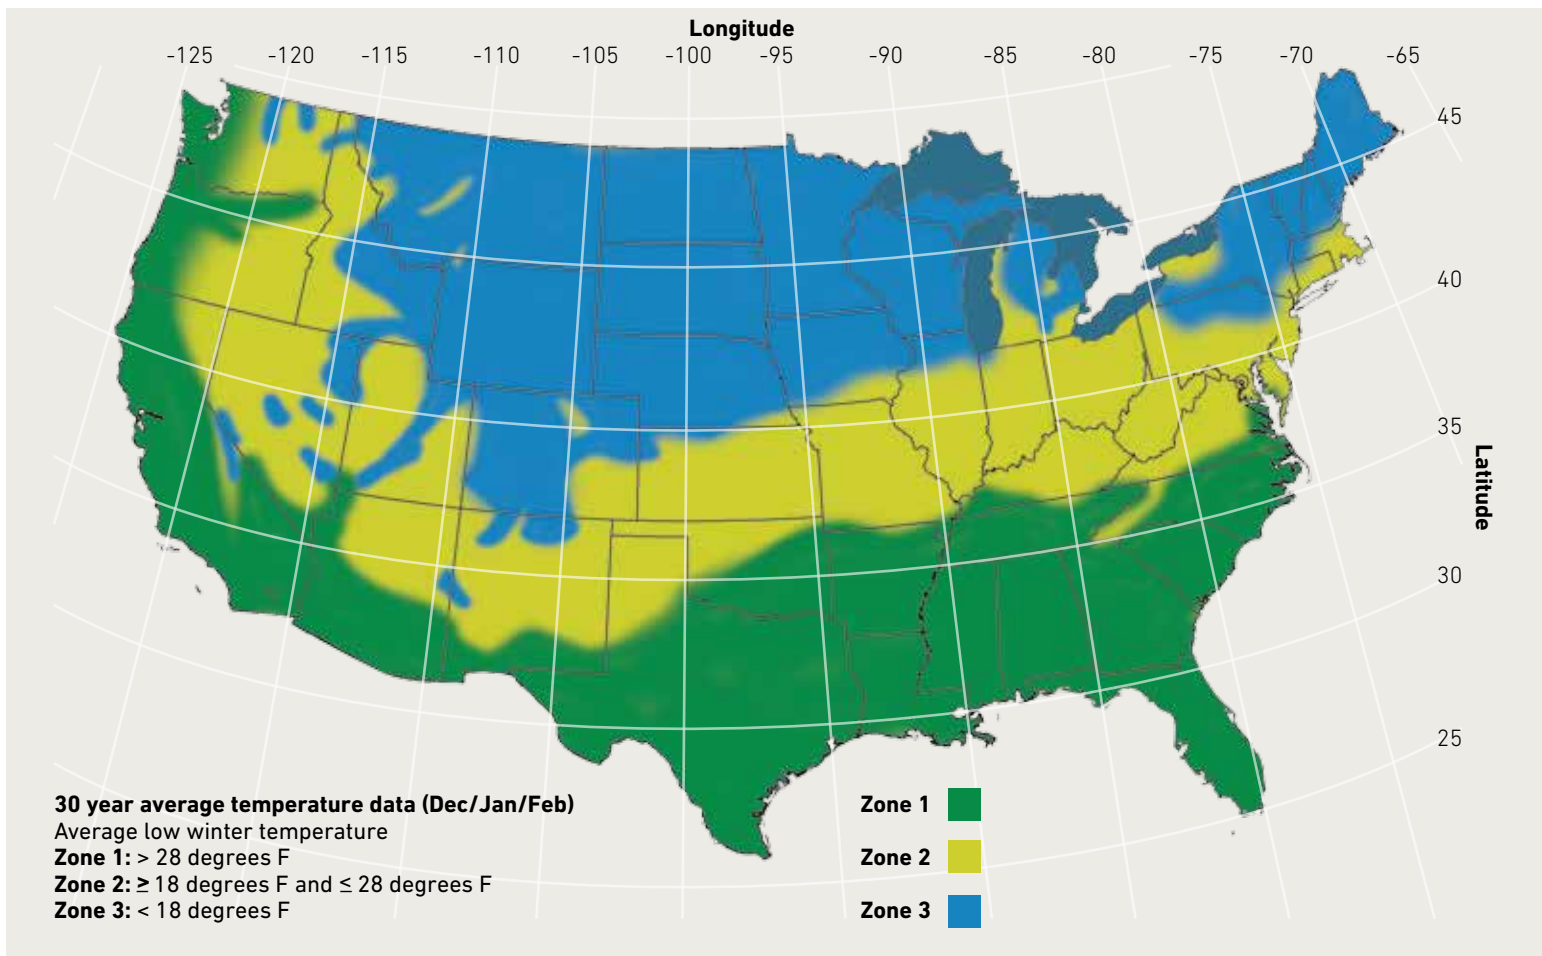 Longitude
-125 -120 -115 -110 -105 -100 -95 -90 -85 -80 -75 -70 -65
45
40
35
Latitude
30
25
30 year average temperature data (Dec/Jan/Feb)
Average low winter temperature
Zone 1: > 28 degrees F
Zone 2: ≥ 18 degrees F and ≤ 28 degrees F
Zone 3: < 18 degrees F
Zone 1
Zone 2
Zone 3